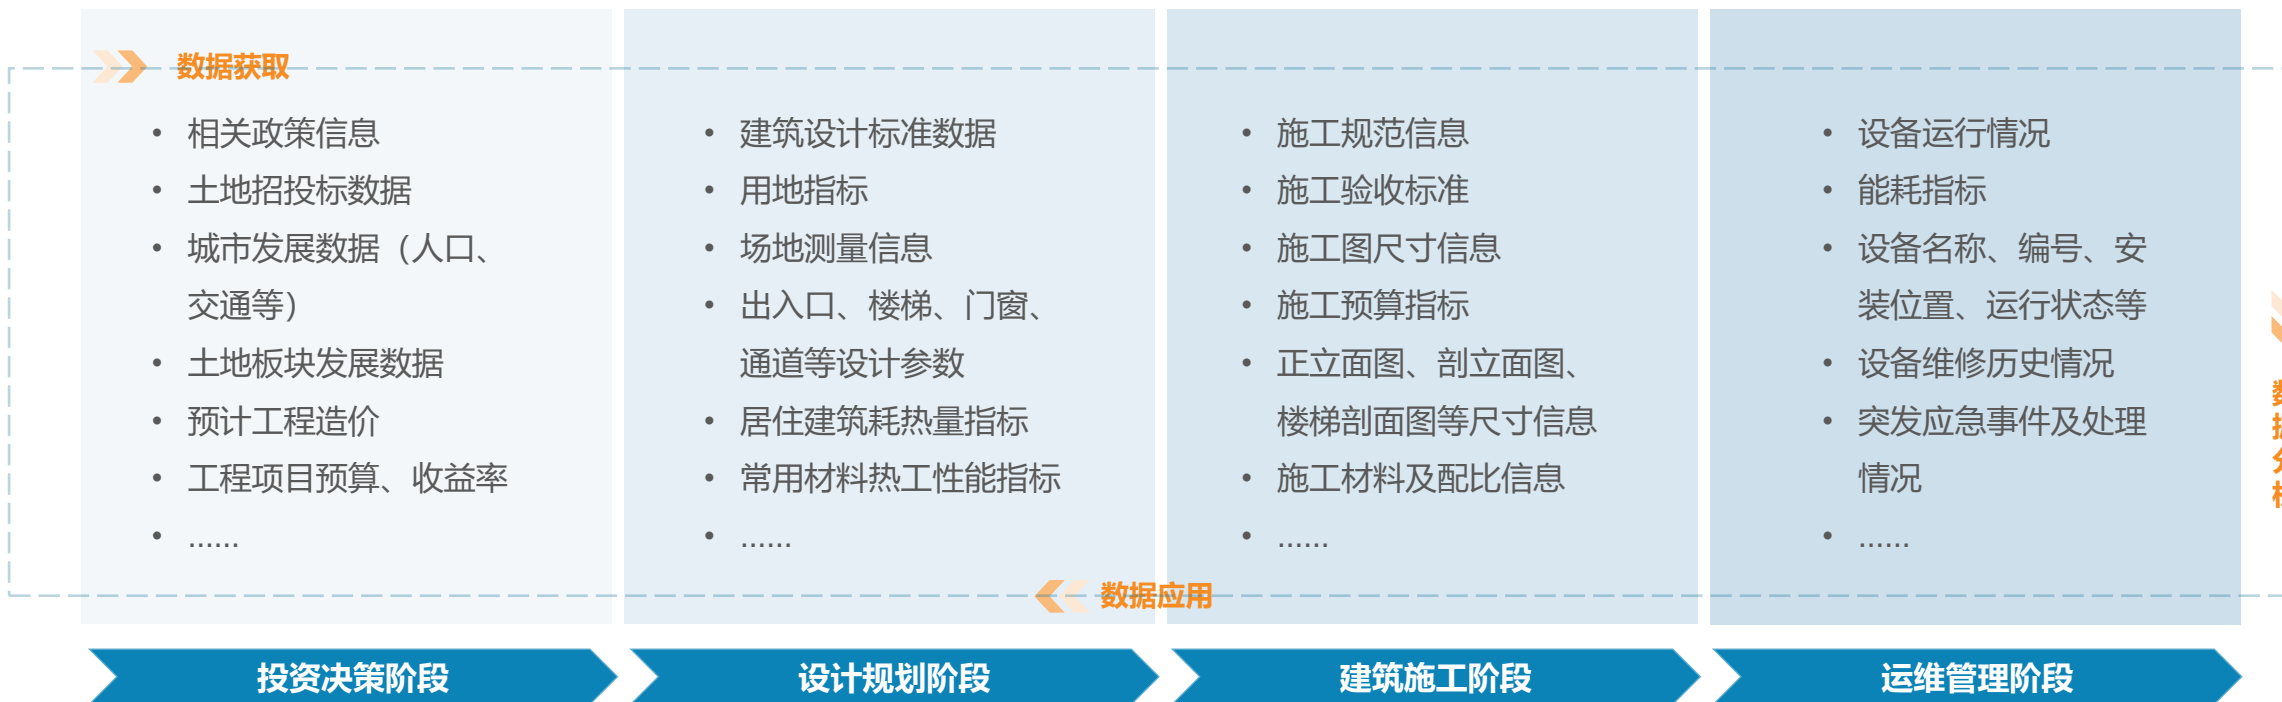 数据获取
• 相关政策信息
• 土地招投标数据
• 城市发展数据（人口、
交通等）
• 土地板块发展数据
• 预计工程造价
• 工程项目预算、收益率
• ……
• 建筑设计标准数据
• 用地指标
• 场地测量信息
• 出入口、楼梯、门窗、
通道等设计参数
• 居住建筑耗热量指标
• 常用材料热工性能指标
• ……
• 施工规范信息
• 施工验收标准
• 施工图尺寸信息
• 施工预算指标
• 正立面图、剖立面图、
楼梯剖面图等尺寸信息
• 施工材料及配比信息
• ……
• 设备运行情况
• 能耗指标
• 设备名称、编号、安
装位置、运行状态等
• 设备维修历史情况
• 突发应急事件及处理
情况
• ……
数据应用
投资决策阶段
设计规划阶段
建筑施工阶段
运维管理阶段